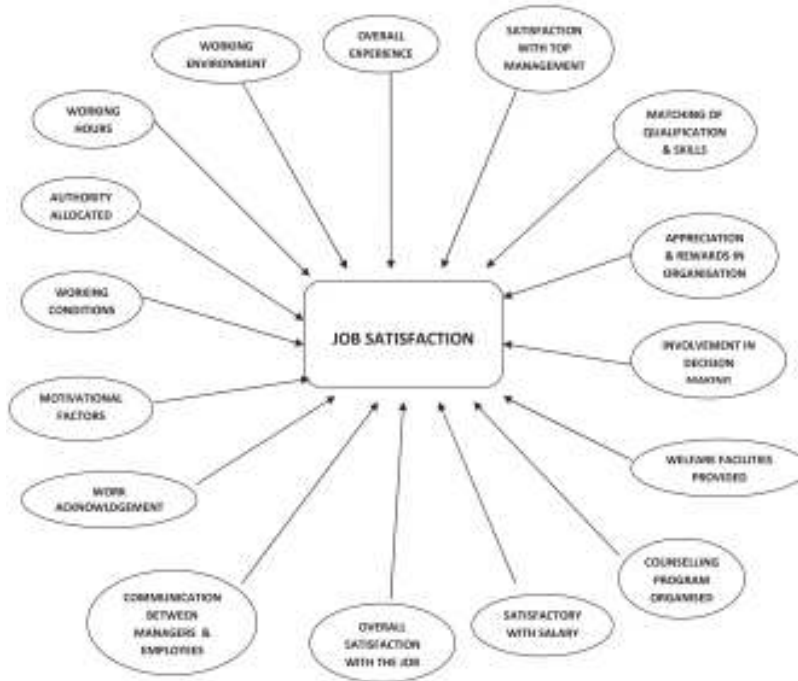 OVERALL
EXPERIENCE
SATISFACTION
WITH TOP
MANAGEMENT
WORKING
ENVIRONMENT
WORKING
HOURS
MATCHING OF
QUALIFICATION
& SKILLS
AUTHORITY
ALLOCATED
APPRECIATION
& REWARDS IN
ORGANISATION
WORKING
CONDITIONS
JOB SATISFACTION
INVOLVEMENT IN
DECISION
MAKING
MOTIVATIONAL
FACTORS
WELFARE FACILITIES
PROVIDED
WORK
ACKNOWLDGEMENT
COUNSELLING
PROGRAM
ORGANISED
COMMUNICATION
BETWEEN
MANAGERS &
EMPLOYEES
OVERALL
SATISFACTION
WITH THE JOB
SATISFACTORY
WITH SALARY